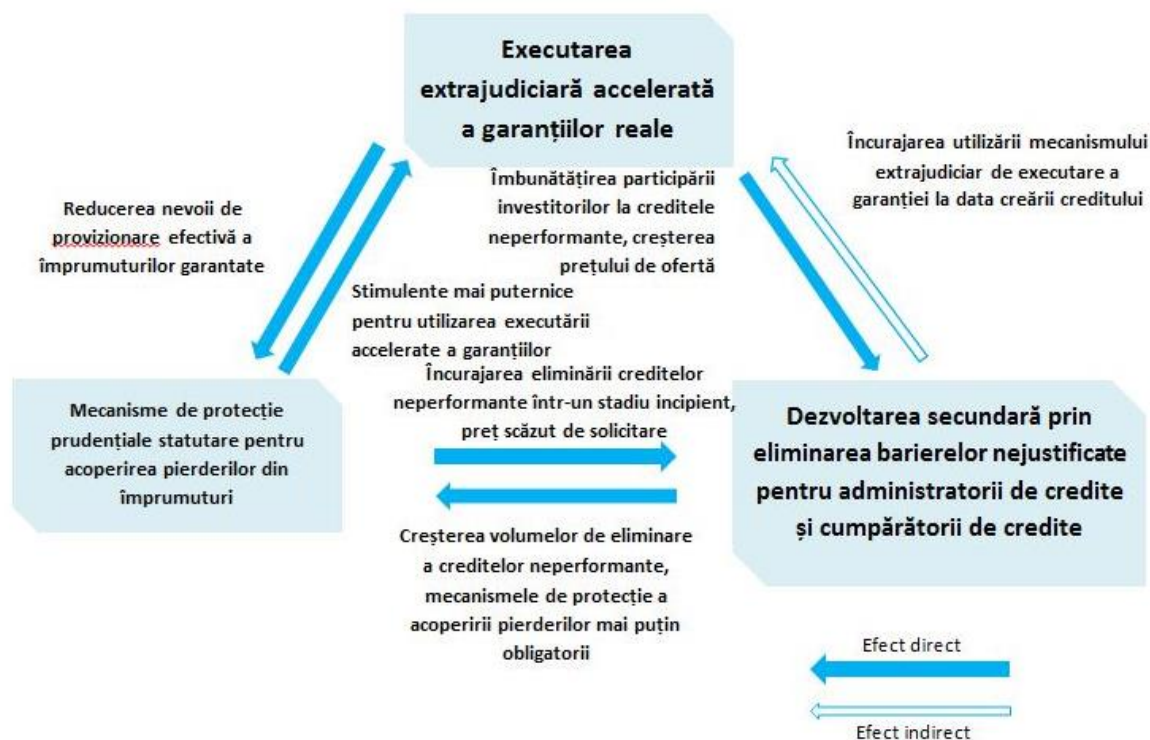 Executarea
extrajudiciară accelerată
a garanțiilor reale
Încurajarea utilizării mecanismului
extrajudiciar de executare a
garanției la data creării creditului
Îmbunătățirea participării
investitorilor la creditele
neperformante, creșterea
prețului de ofertă
Reducerea nevoii de
provizionare efectivă a
împrumuturilor garantate
Stimulente mai puternice
pentru utilizarea executării
accelerate a garanțiilor
Încurajarea eliminării creditelor
neperformante într-un stadiu incipient,
preț scăzut de solicitare
Mecanisme de protecție
prudențiale statutare pentru
acoperirea pierderilor din
împrumuturi
Dezvoltarea secundară prin
eliminarea barierelor nejustificate
pentru administratorii de credite
și cumpărătorii de credite
Creșterea volumelor de eliminare
a creditelor neperformante,
mecanismele de protecție a
acoperirii pierderilor mai puțin
obligatorii
Efect direct
Efect indirect